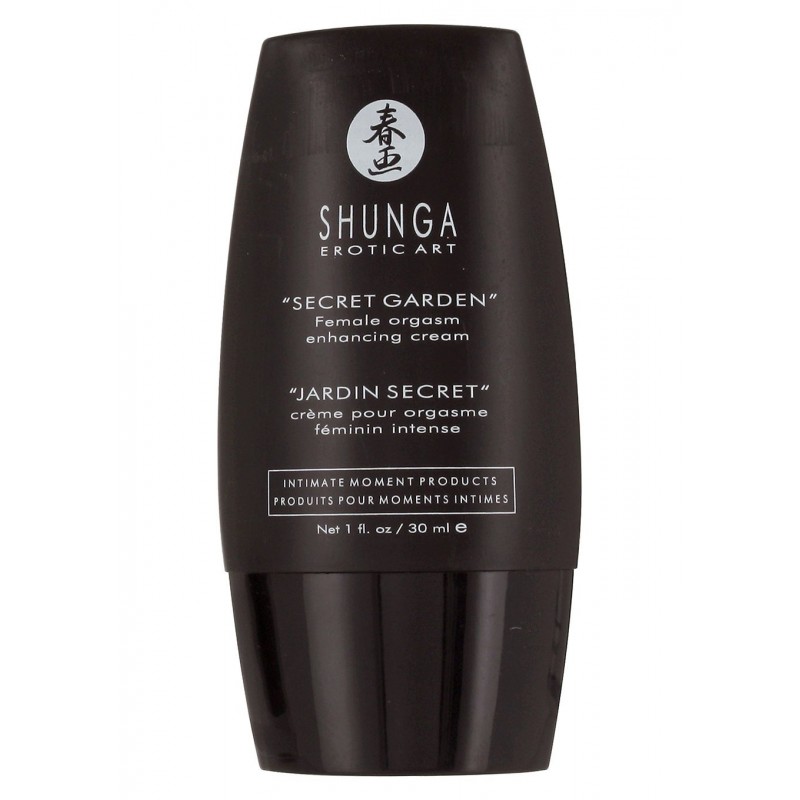 春画
SHUNGA
EROTIC ART
"SECRET GARDEN"
Female orgasm
enhancing cream
"JARDIN SECRET"
crème pour orgasme
féminin intense
INTIMATE MOMENT PRODUCTS
PRODUITS POUR MOMENTS INTIMES
Net 1 fl. oz / 30 ml e